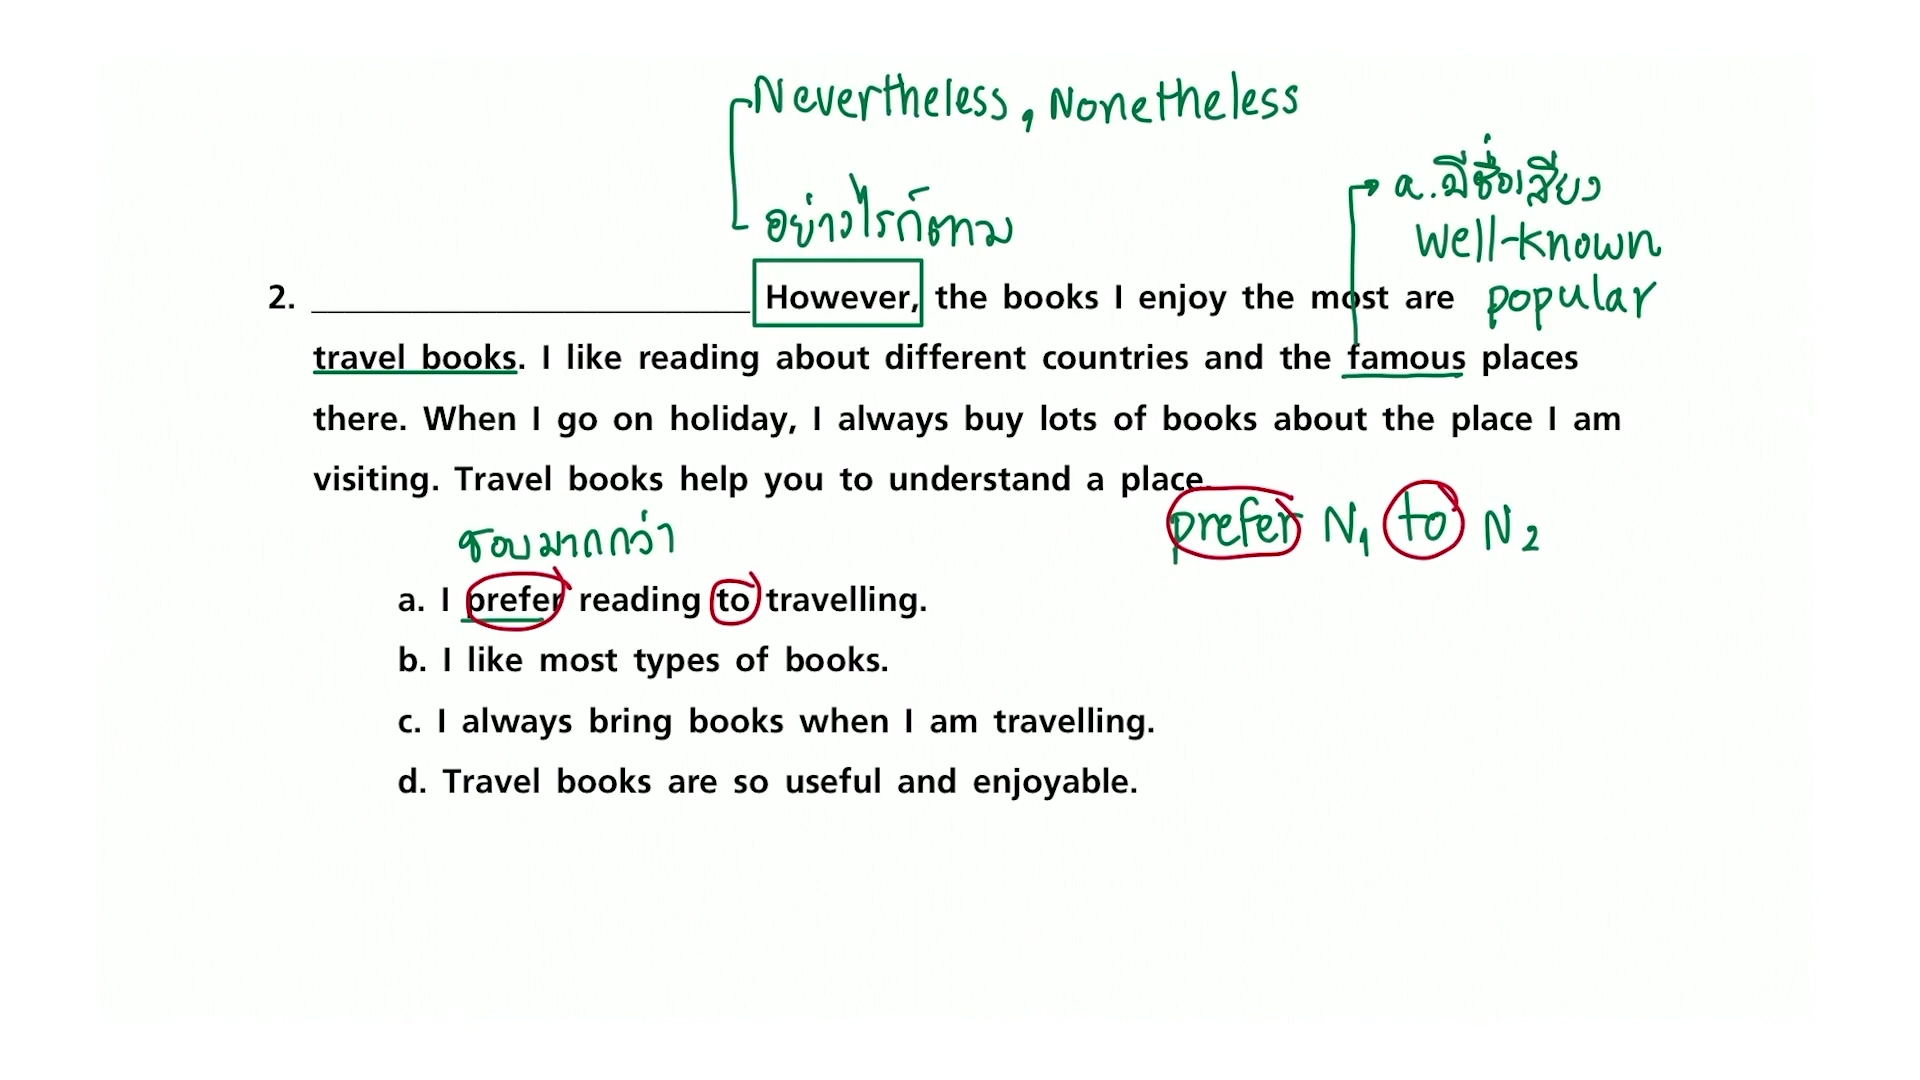 Nevertheless, Nonetheless
อย่างไรก็ตาม
a. มีชื่อเสียง
well-known
popular
2. ____________________ However, the books I enjoy the most are
travel books. I like reading about different countries and the famous places
there. When I go on holiday, I always buy lots of books about the place I am
visiting. Travel books help you to understand a place.
prefer N1 to N2
ชอบมากกว่า
a. I prefer reading to travelling.
b. I like most types of books.
c. I always bring books when I am travelling.
d. Travel books are so useful and enjoyable.